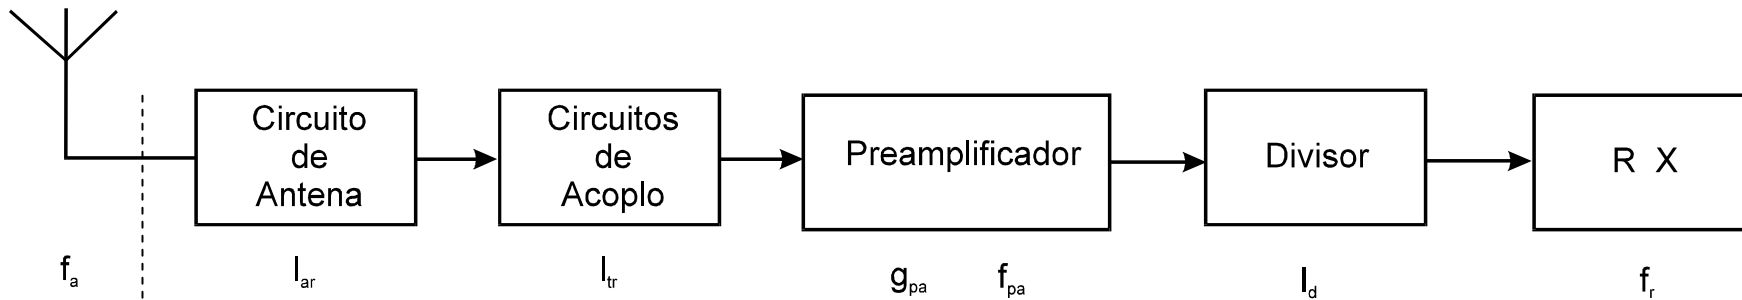 Circuito
de
Antena
Circuitos
de
Acoplo
Preamplificador
Divisor
R X
fa
lar
ltr
gpa
fpa
ld
fr